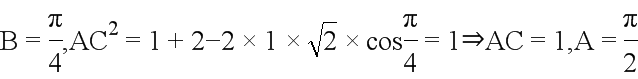 B = π/4,AC² = 1 + 2−2 × 1 × √2 × cos π/4 = 1⇒AC = 1,A = π/2